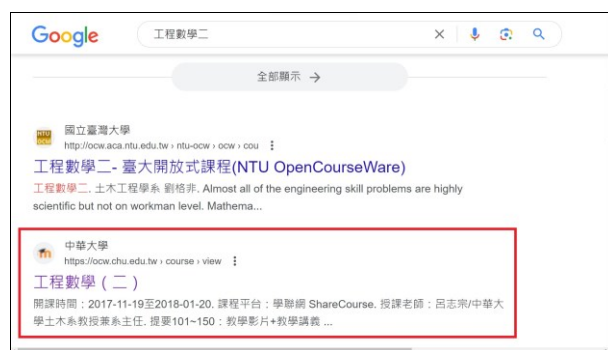 Google
工程數學二
全部顯示 →
NTU
OCW
國立臺灣大學
http://ocw.aca.ntu.edu.tw › ntu-ocw › ocw › cou
工程數學二- 臺大開放式課程(NTU OpenCourseWare)
工程數學二. 土木工程學系 劉格非. Almost all of the engineering skill problems are highly
scientific but not on workman level. Mathema...
中華大學
https://ocw.chu.edu.tw › course › view
工程數學（二）
開課時間：2017-11-19至2018-01-20. 課程平台：學聯網 ShareCourse. 授課老師：呂志宗/中華大
學土木系教授兼系主任. 提要101~150：教學影片+教學講義 ...